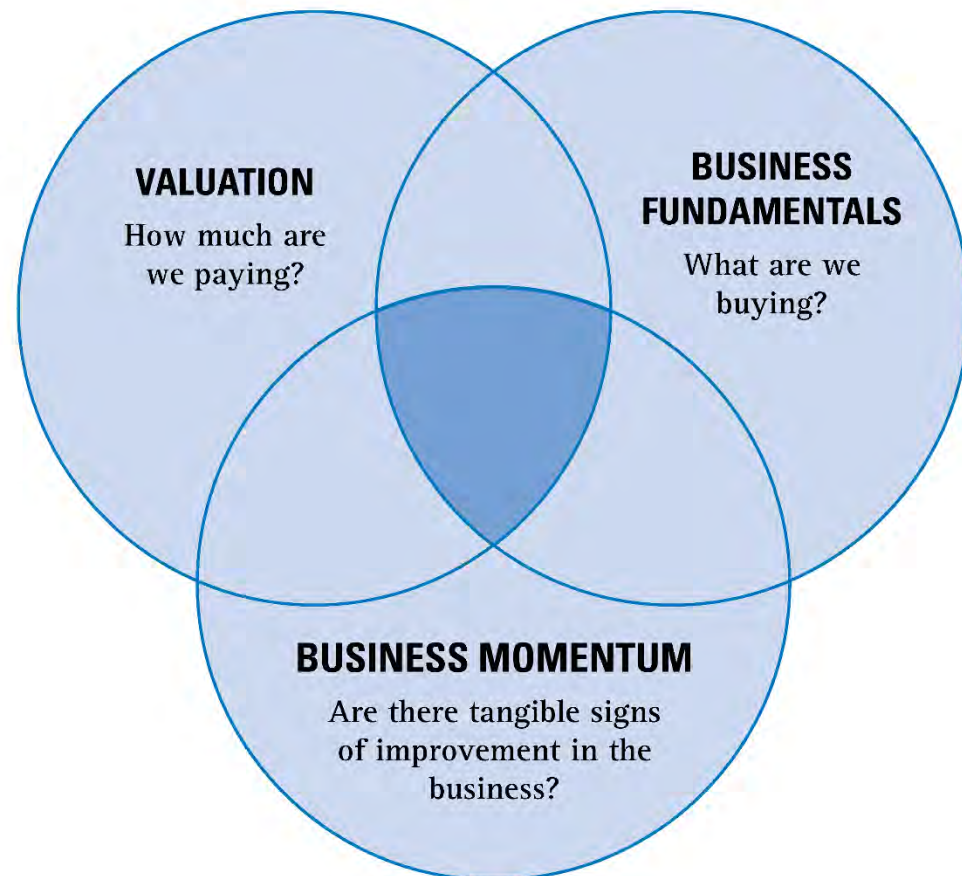 VALUATION
How much are
we paying?
BUSINESS
FUNDAMENTALS
What are we
buying?
BUSINESS MOMENTUM
Are there tangible signs
of improvement in the
business?